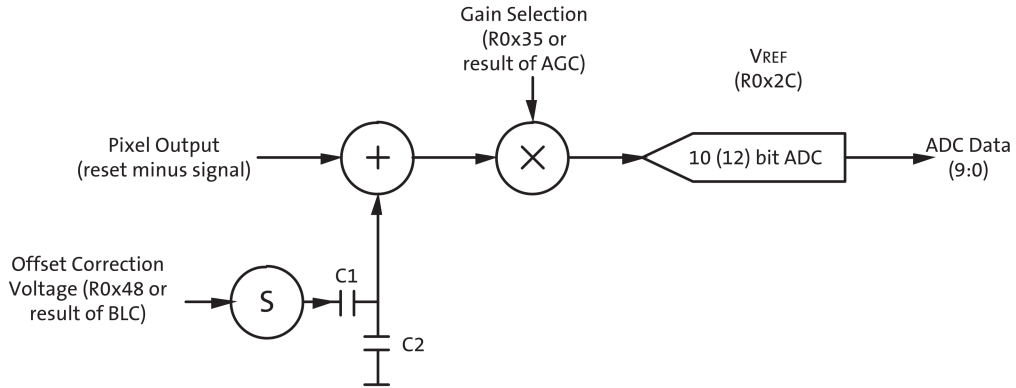 Gain Selection
(R0x35 or
result of AGC)
VREF
(R0x2C)
Pixel Output
(reset minus signal)
+
×
10 (12) bit ADC
ADC Data
(9:0)
Offset Correction
Voltage (R0x48 or
result of BLC)
S
C1
C2